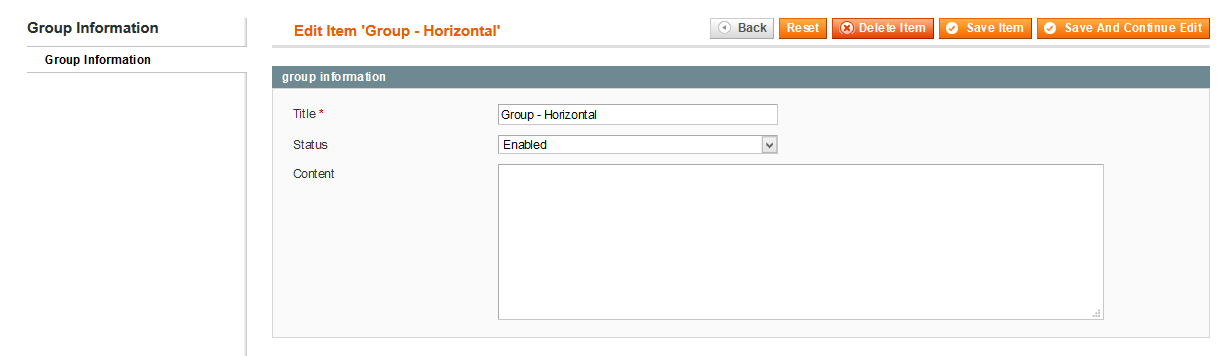 Group Information
Group Information
Edit Item 'Group - Horizontal'
Back Reset Delete Item Save Item Save And Continue Edit
group information
Title * Group - Horizontal
Status Enabled
Content